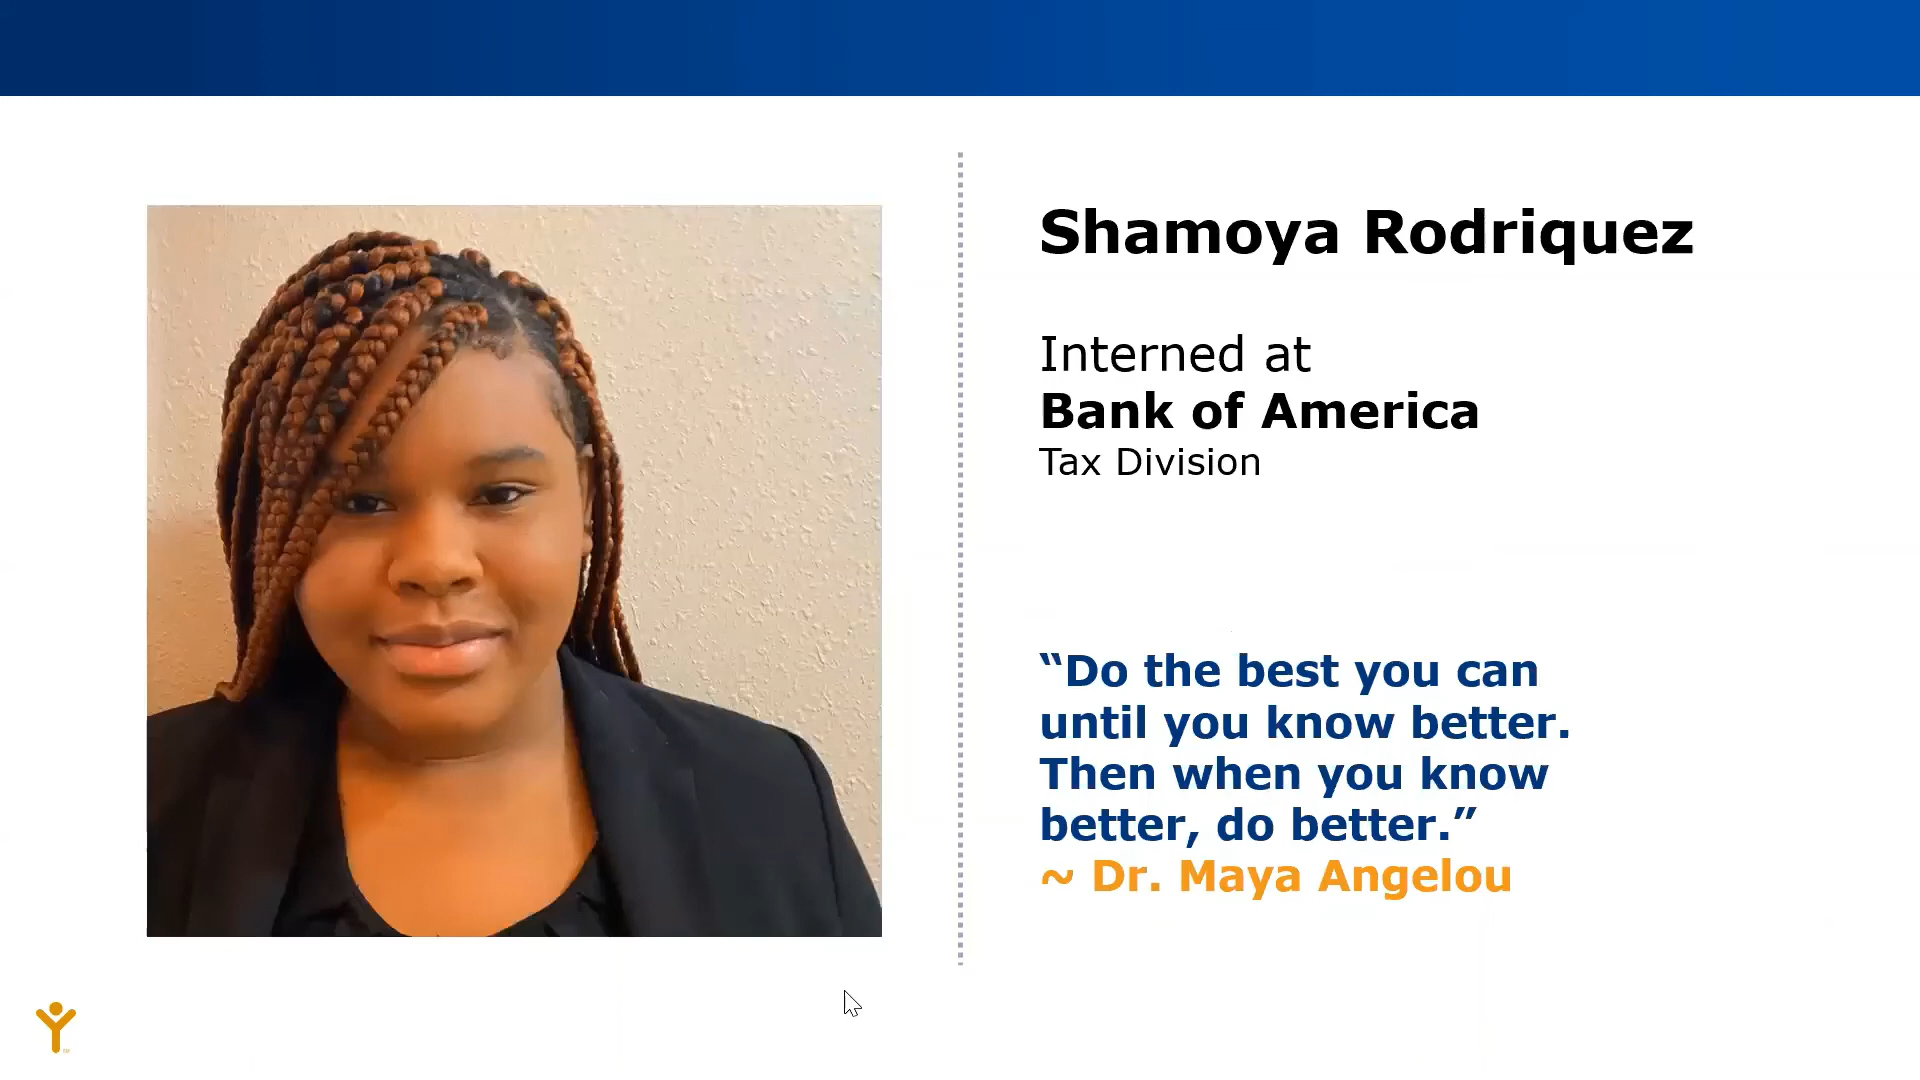 Shamoya Rodriquez
Interned at
Bank of America
Tax Division
“Do the best you can
until you know better.
Then when you know
better, do better.”
~ Dr. Maya Angelou